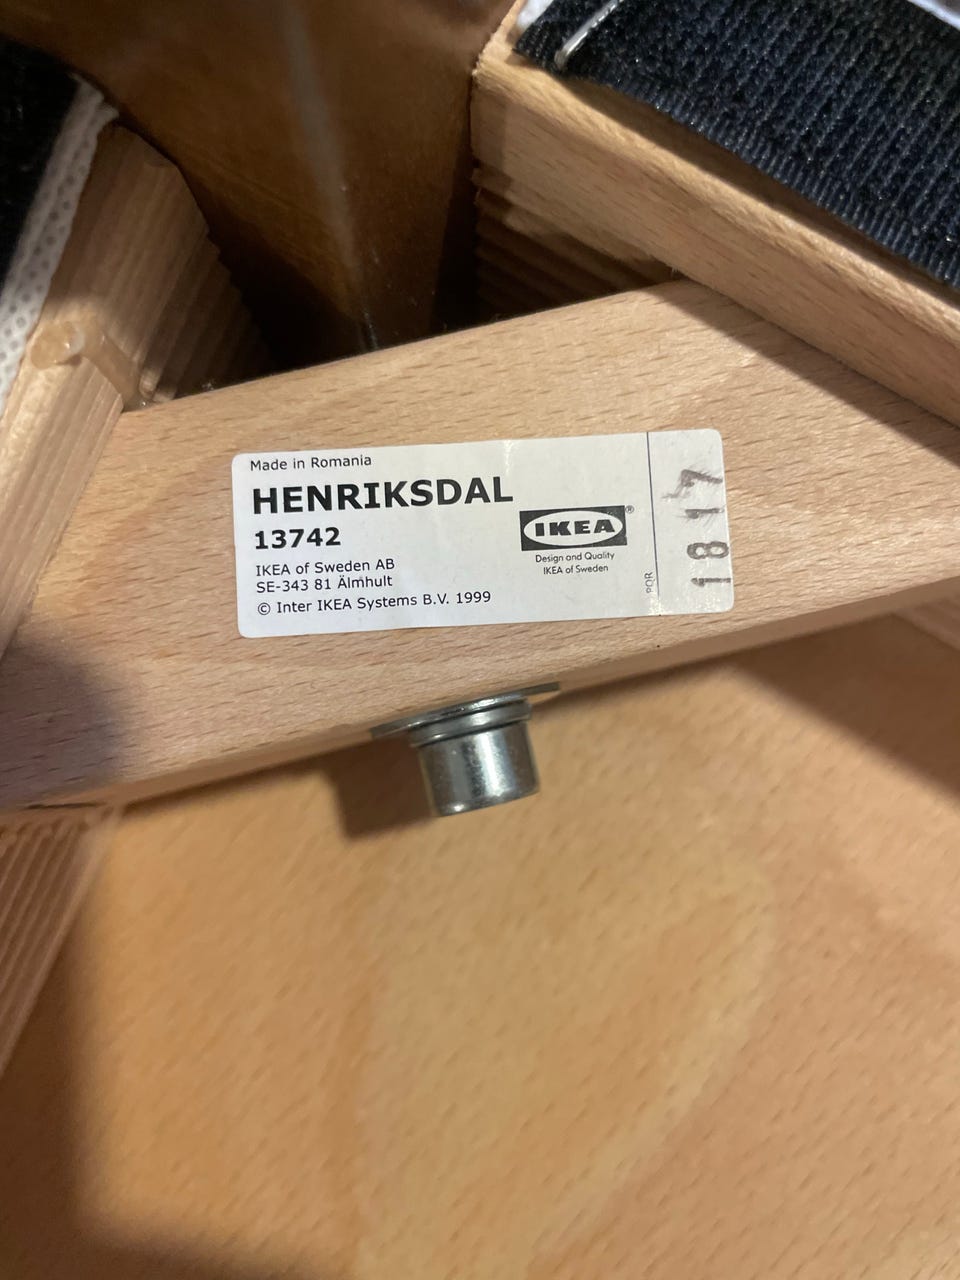 Made in Romania
HENRIKSDAL
13742
IKEA of Sweden AB
SE-343 81 Älmhult
© Inter IKEA Systems B.V. 1999
IKEA®
Design and Quality
IKEA of Sweden
PQR
1817